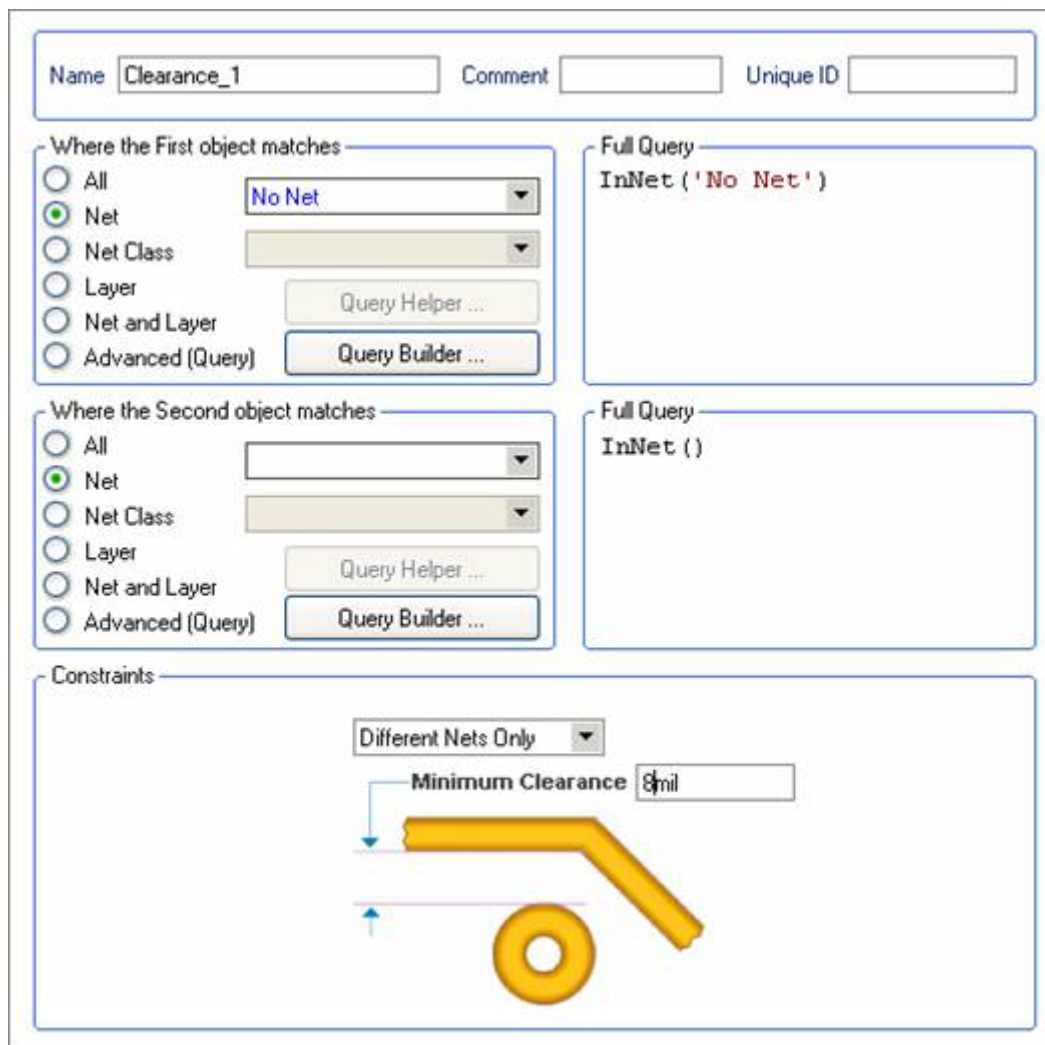 Name Clearance_1 Comment Unique ID
Where the First object matches
All
No Net
Net
Net Class
Layer
Query Helper ...
Net and Layer
Advanced (Query)
Query Builder ...
Full Query
InNet('No Net')
Where the Second object matches
All
Net
Net Class
Layer
Query Helper ...
Net and Layer
Advanced (Query)
Query Builder ...
Full Query
InNet()
Constraints
Different Nets Only
Minimum Clearance 8mil